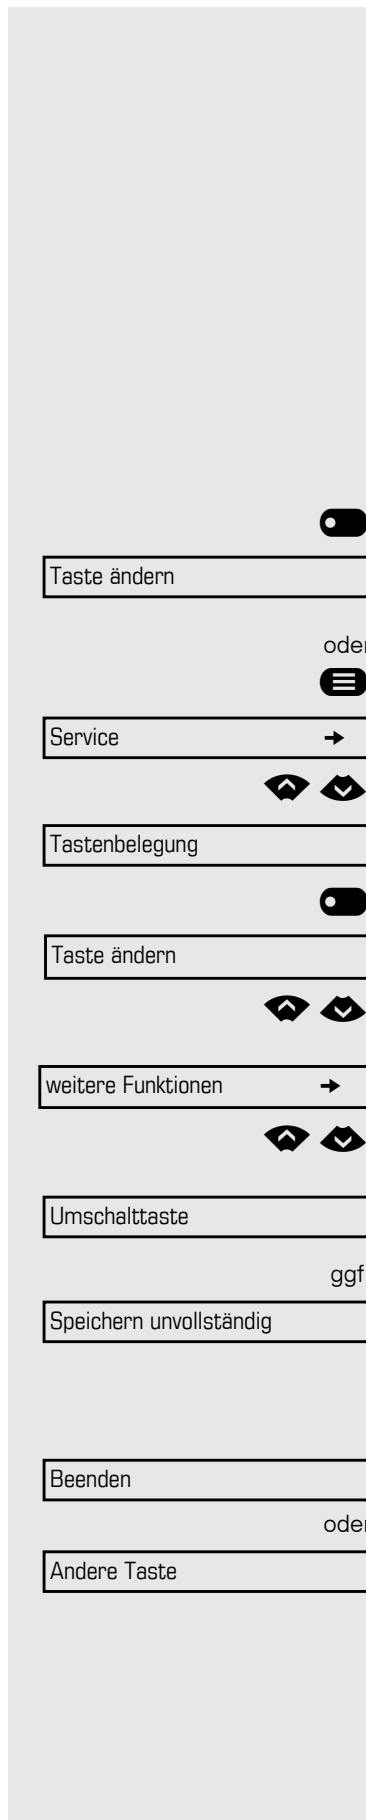 Taste ändern
oder
Service
Tastenbelegung
Taste ändern
weitere Funktionen
Umschalttaste
ggf
Speichern unvollständig
Beenden
oder
Andere Taste